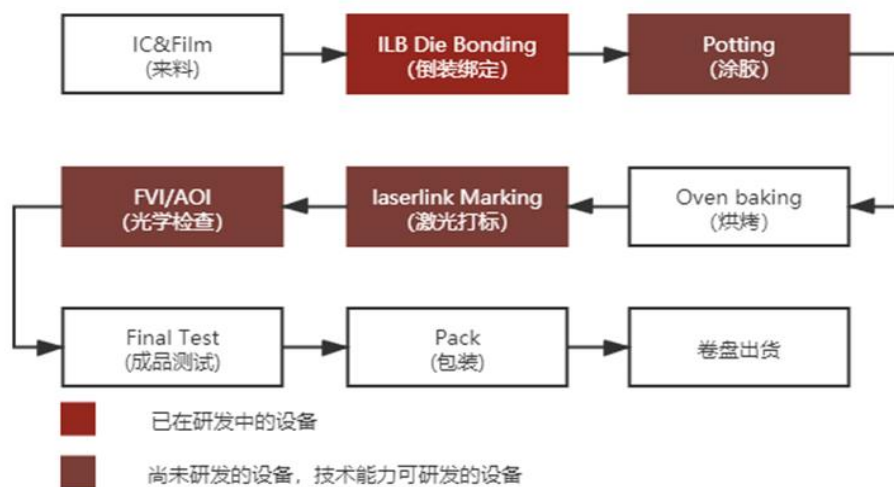 IC&Film
(来料)
ILB Die Bonding
(倒装绑定)
Potting
(涂胶)
FVI/AOI
(光学检查)
laserlink Marking
(激光打标)
Oven baking
(烘烤)
Final Test
(成品测试)
Pack
(包装)
卷盘出货
已在研发中的设备
尚未研发的设备，技术能力可研发的设备